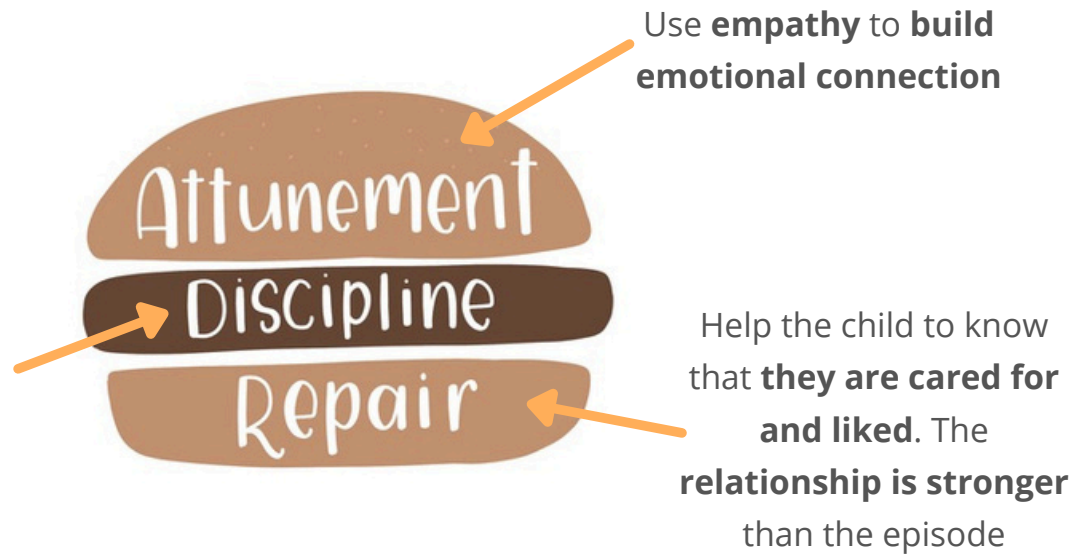 Use empathy to build
emotional connection
Attunement
Discipline
Repair
Help the child to know
that they are cared for
and liked. The
relationship is stronger
than the episode